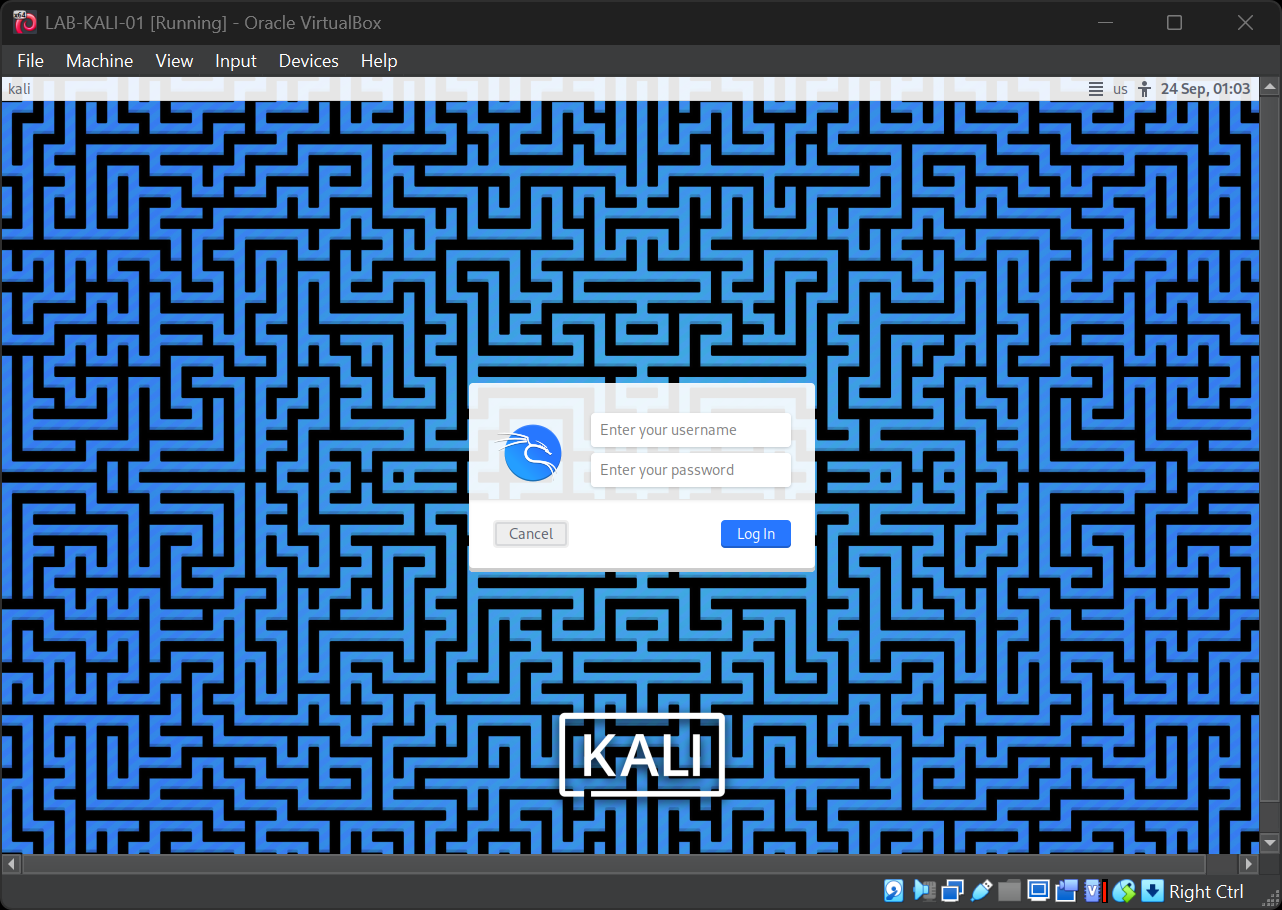 LAB-KALI-01 [Running] - Oracle VirtualBox
File Machine View Input Devices Help
kali us 24 Sep, 01:03
Enter your username
Enter your password
Cancel Log In
KALI
Right Ctrl